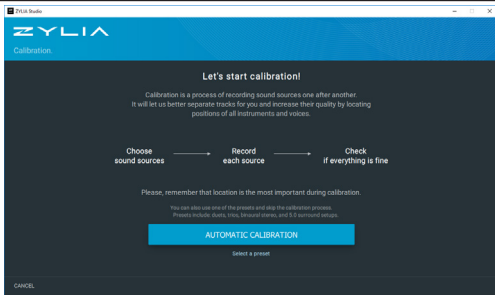 ZYLIA Studio
ZYLIA
Calibration.
Let's start calibration!
Calibration is a process of recording sound sources one after another.
It will let us better separate tracks for you and increase their quality by locating
positions of all instruments and voices.
Choose
sound sources
Record
each source
Check
if everything is fine
Please, remember that location is the most important during calibration.
You can also use one of the presets and skip the calibration process.
Presets include: duets, trios, binaural stereo, and 5.0 surround setups.
AUTOMATIC CALIBRATION
Select a preset
CANCEL